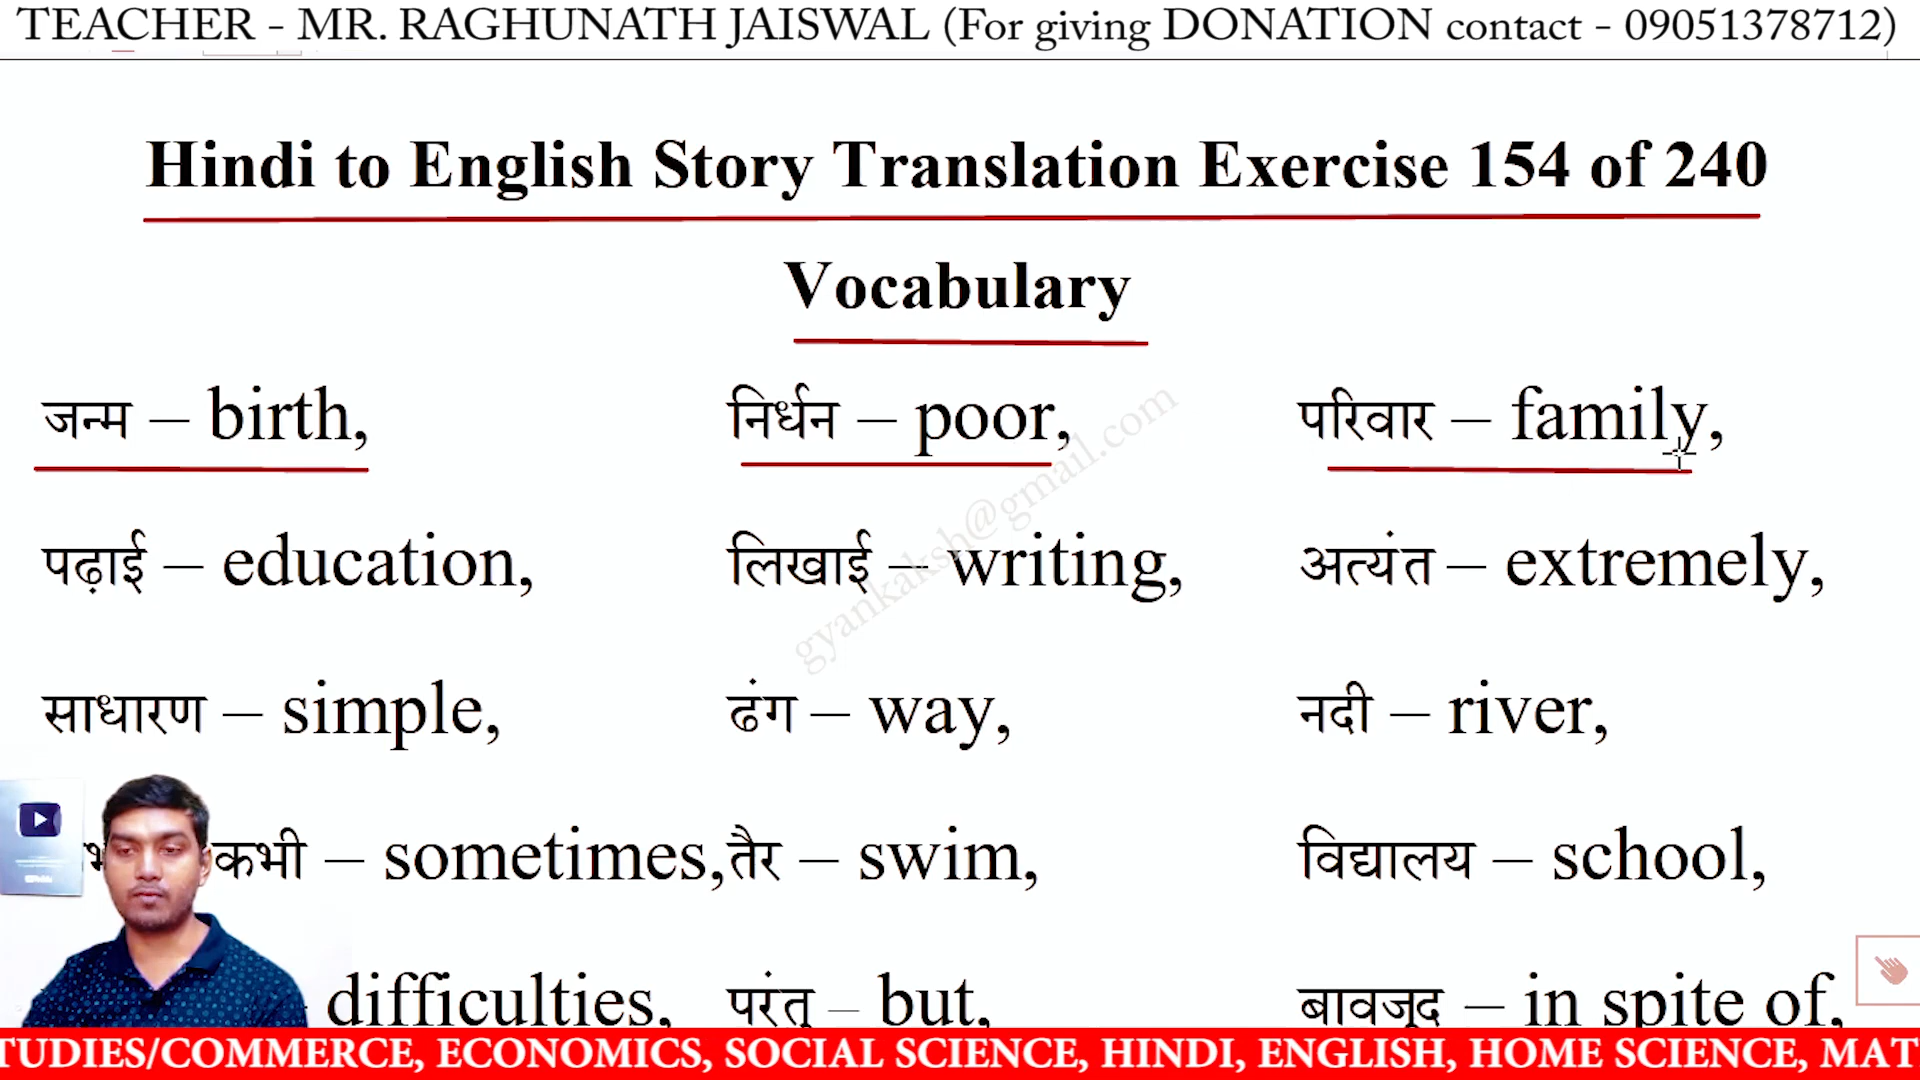 TEACHER - MR. RAGHUNATH JAISWAL (For giving DONATION contact - 09051378712)
Hindi to English Story Translation Exercise 154 of 240
Vocabulary
जन्म – birth, निर्धन – poor, परिवार – family,
पढ़ाई – education, लिखाई – writing, अत्यंत – extremely,
साधारण – simple, ढंग – way, नदी – river,
कभी – sometimes, तैर – swim, विद्यालय – school,
difficulties, परंतु – but, बावजूद – in spite of,
gyankaksh@gmail.com
TUDIES/COMMERCE, ECONOMICS, SOCIAL SCIENCE, HINDI, ENGLISH, HOME SCIENCE, MAT